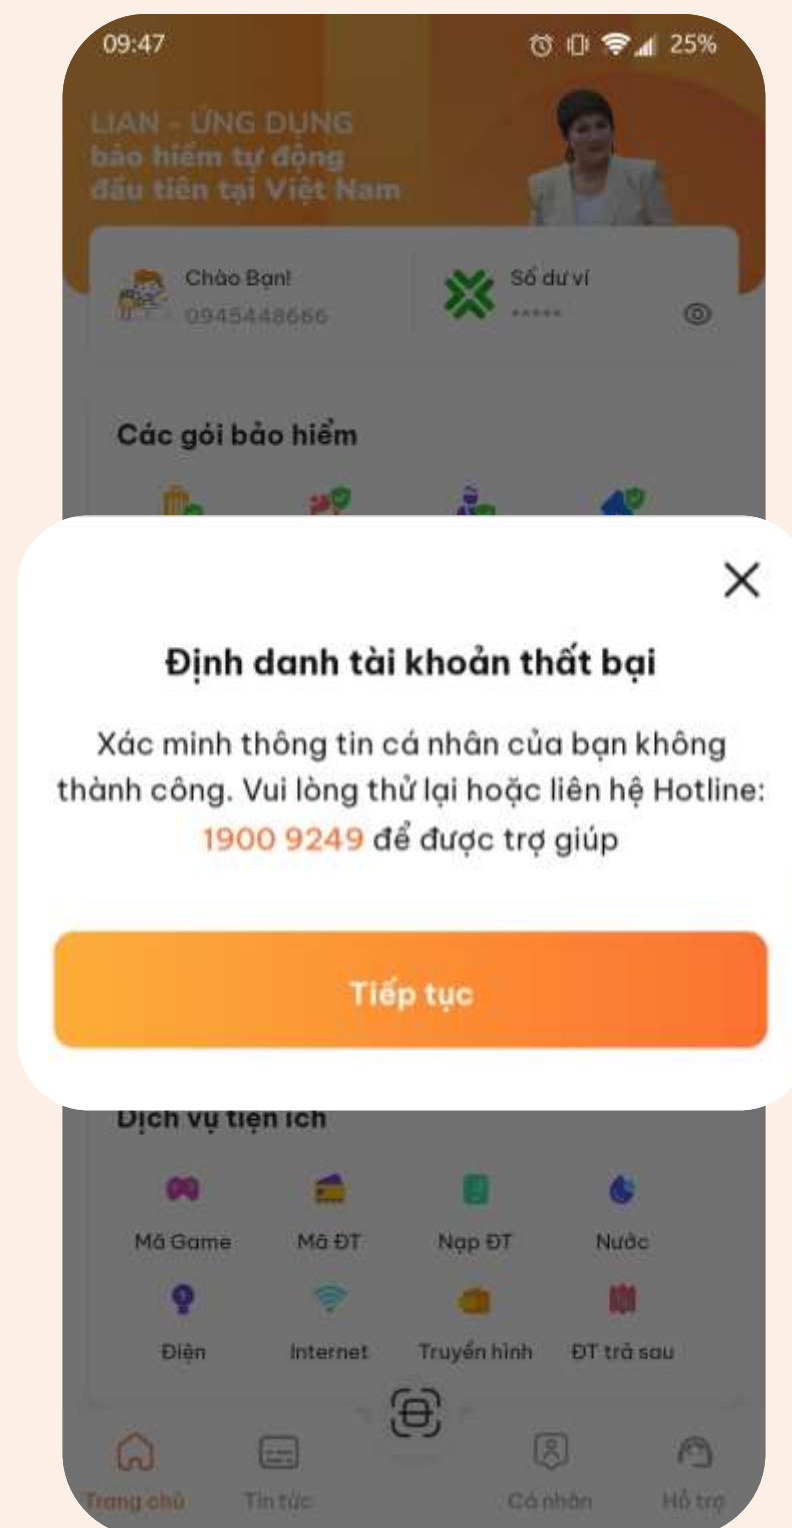 09:47
25%
LIAN - ỨNG DỤNG
bảo hiểm tự động
đầu tiên tại Việt Nam
Chào Bạn!
0945448666
Số dư ví
*****
Các gói bảo hiểm
Định danh tài khoản thất bại
Xác minh thông tin cá nhân của bạn không
thành công. Vui lòng thử lại hoặc liên hệ Hotline:
1900 9249 để được trợ giúp
Tiếp tục
Dịch vụ tiện ích
Mã Game
Mã ĐT
Nạp ĐT
Nước
Điện
Internet
Truyền hình
ĐT trả sau
Trang chủ
Tin tức
Cá nhân
Hỗ trợ